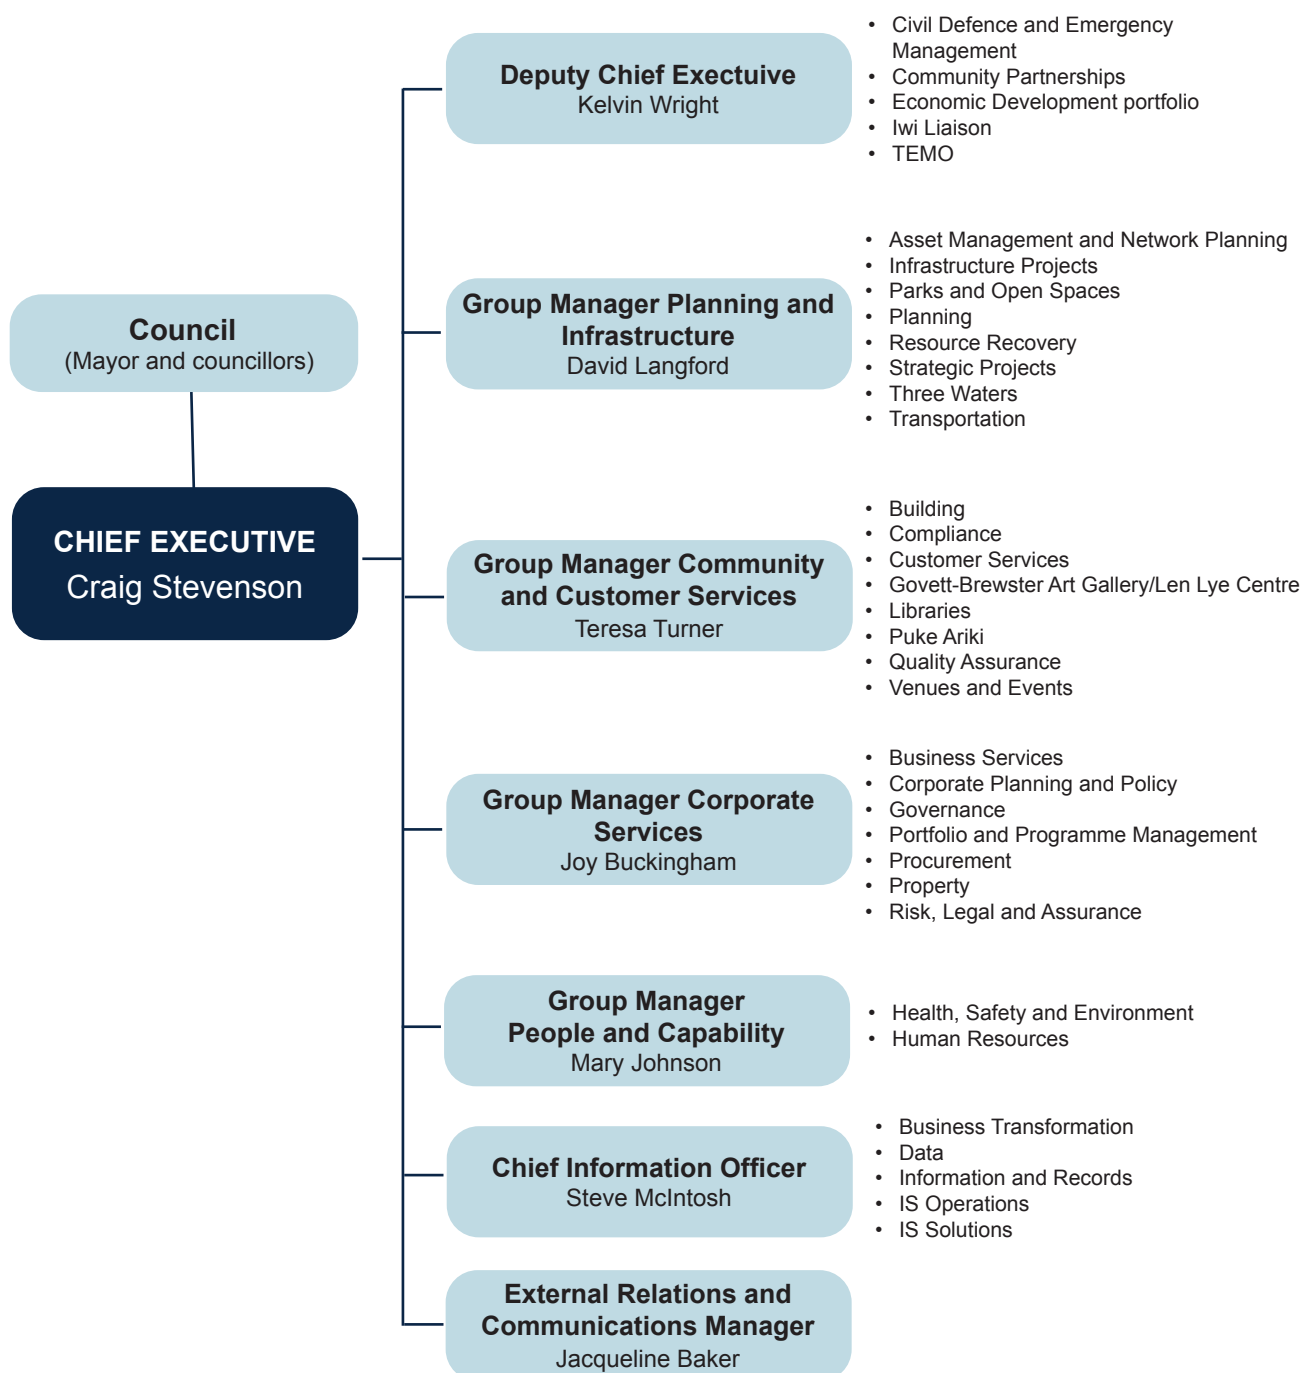 Council
(Mayor and councillors)
CHIEF EXECUTIVE
Craig Stevenson
Deputy Chief Exectuive
Kelvin Wright
• Civil Defence and Emergency
Management
• Community Partnerships
• Economic Development portfolio
• Iwi Liaison
• TEMO
Group Manager Planning and
Infrastructure
David Langford
• Asset Management and Network Planning
• Infrastructure Projects
• Parks and Open Spaces
• Planning
• Resource Recovery
• Strategic Projects
• Three Waters
• Transportation
Group Manager Community
and Customer Services
Teresa Turner
• Building
• Compliance
• Customer Services
• Govett-Brewster Art Gallery/Len Lye Centre
• Libraries
• Puke Ariki
• Quality Assurance
• Venues and Events
Group Manager Corporate
Services
Joy Buckingham
• Business Services
• Corporate Planning and Policy
• Governance
• Portfolio and Programme Management
• Procurement
• Property
• Risk, Legal and Assurance
Group Manager
People and Capability
Mary Johnson
• Health, Safety and Environment
• Human Resources
Chief Information Officer
Steve McIntosh
• Business Transformation
• Data
• Information and Records
• IS Operations
• IS Solutions
External Relations and
Communications Manager
Jacqueline Baker